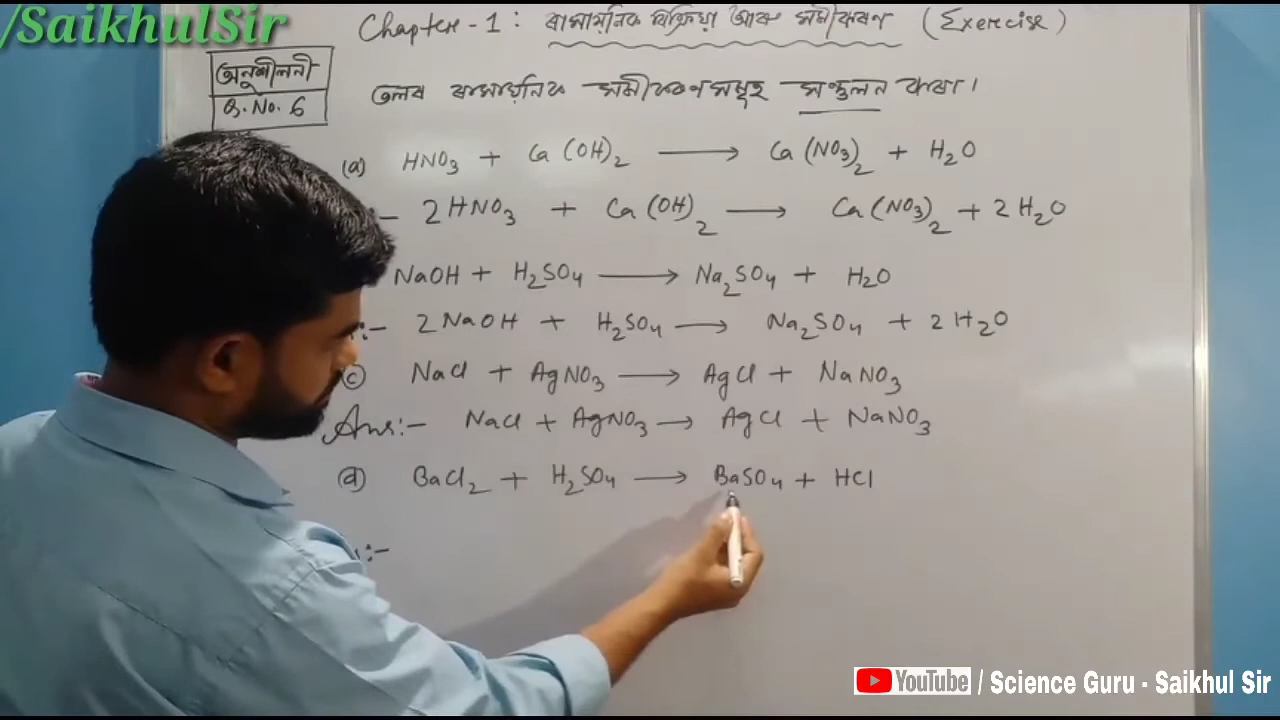 /SaikhulSir
Chapter-1: ৰাসায়নিক বিক্ৰিয়া আৰু সমীকৰণ (Exercise)
অনুশীলনী
Q.No. 6
তলৰ ৰাসায়নিক সমীকৰণসমূহ সন্তুলন কৰা।
(a) HNO₃ + Ca(OH)₂ ⟶ Ca(NO₃)₂ + H₂O
:- 2HNO₃ + Ca(OH)₂ ⟶ Ca(NO₃)₂ + 2H₂O
NaOH + H₂SO₄ ⟶ Na₂SO₄ + H₂O
:- 2NaOH + H₂SO₄ ⟶ Na₂SO₄ + 2H₂O
(c) NaCl + AgNO₃ ⟶ AgCl + NaNO₃
Ans:- NaCl + AgNO₃ ⟶ AgCl + NaNO₃
(d) BaCl₂ + H₂SO₄ ⟶ BaSO₄ + HCl
:-
YouTube / Science Guru - Saikhul Sir